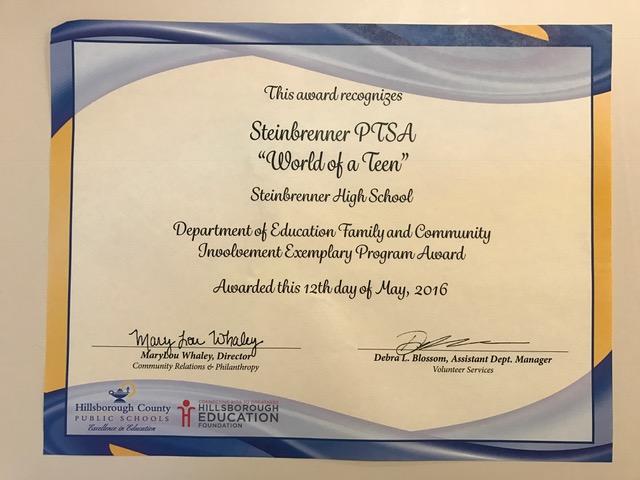 This award recognizes
Steinbrenner PTSA
"World of a Teen"
Steinbrenner High School
Department of Education Family and Community
Involvement Exemplary Program Award
Awarded this 12th day of May, 2016
Mary Lou Whaley
MaryLou Whaley, Director
Community Relations & Philanthropy
Debra L. Blossom, Assistant Dept. Manager
Volunteer Services
Hillsborough County
PUBLIC SCHOOLS
Excellence in Education
HILLSBOROUGH
EDUCATION
FOUNDATION